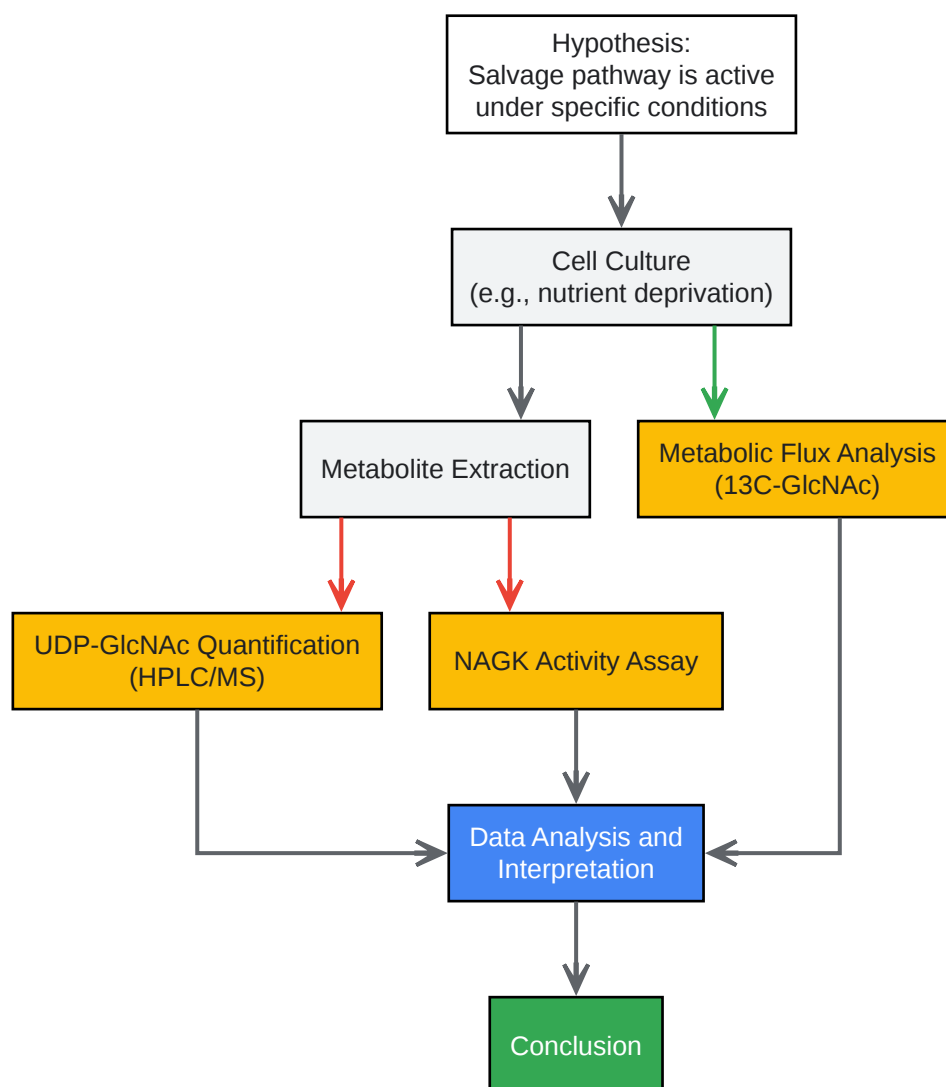 Hypothesis:
Salvage pathway is active
under specific conditions
Cell Culture
(e.g., nutrient deprivation)
Metabolite Extraction
Metabolic Flux Analysis
(13C-GlcNAc)
UDP-GlcNAc Quantification
(HPLC/MS)
NAGK Activity Assay
Data Analysis and
Interpretation
Conclusion